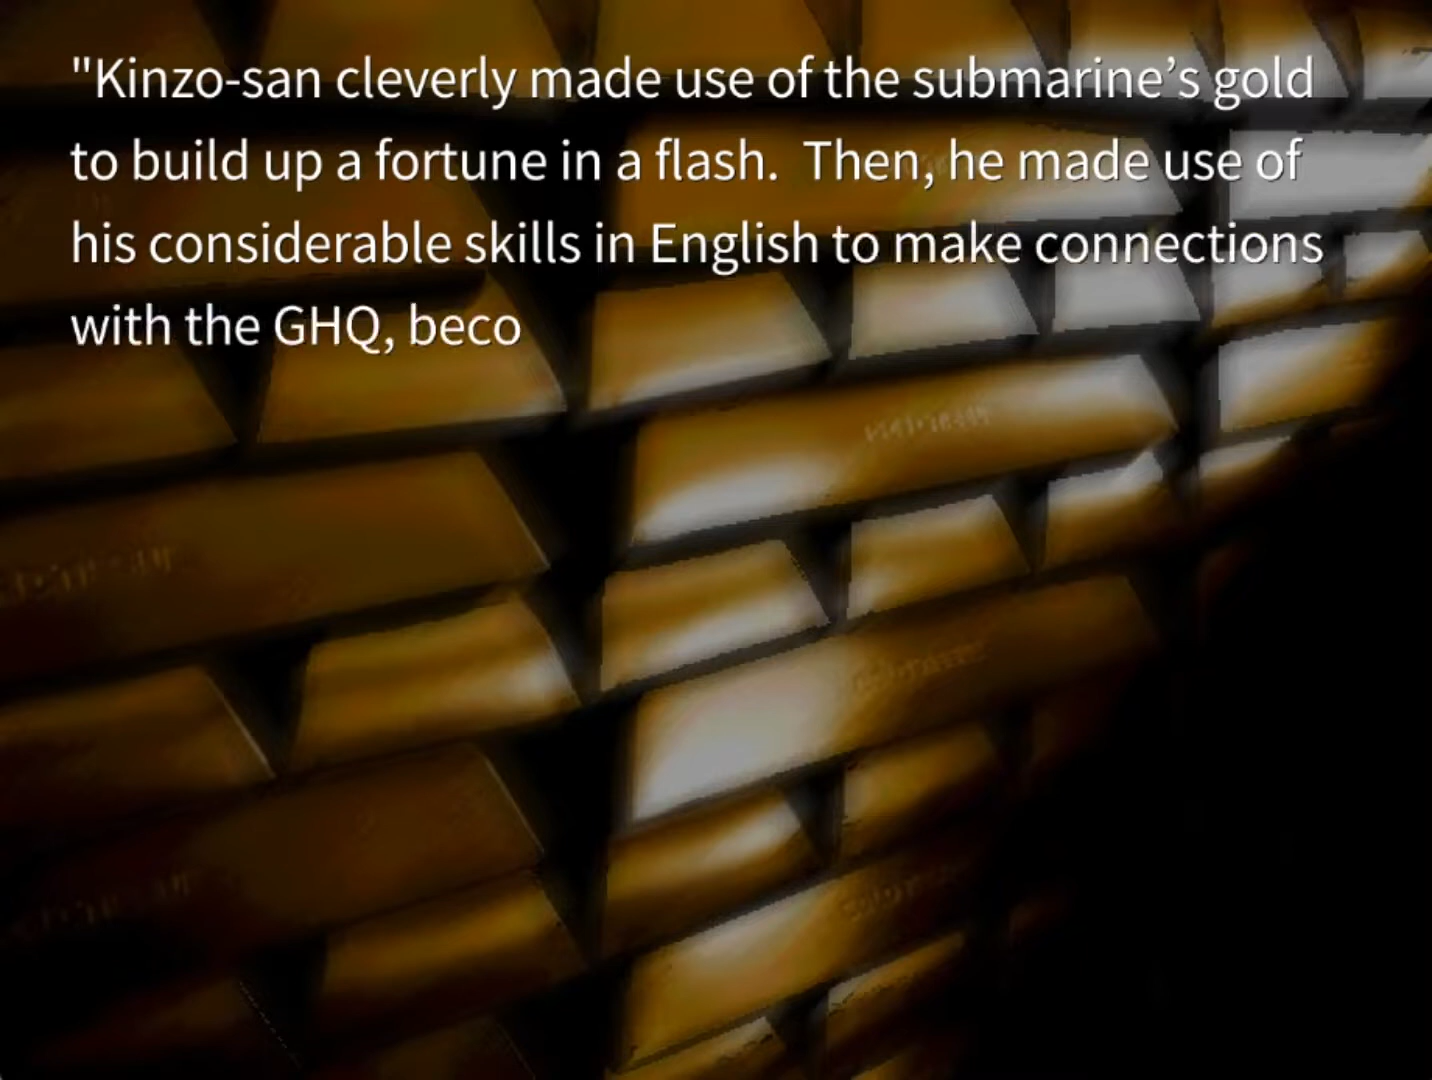 "Kinzo-san cleverly made use of the submarine’s gold
to build up a fortune in a flash.  Then, he made use of
his considerable skills in English to make connections
with the GHQ, beco